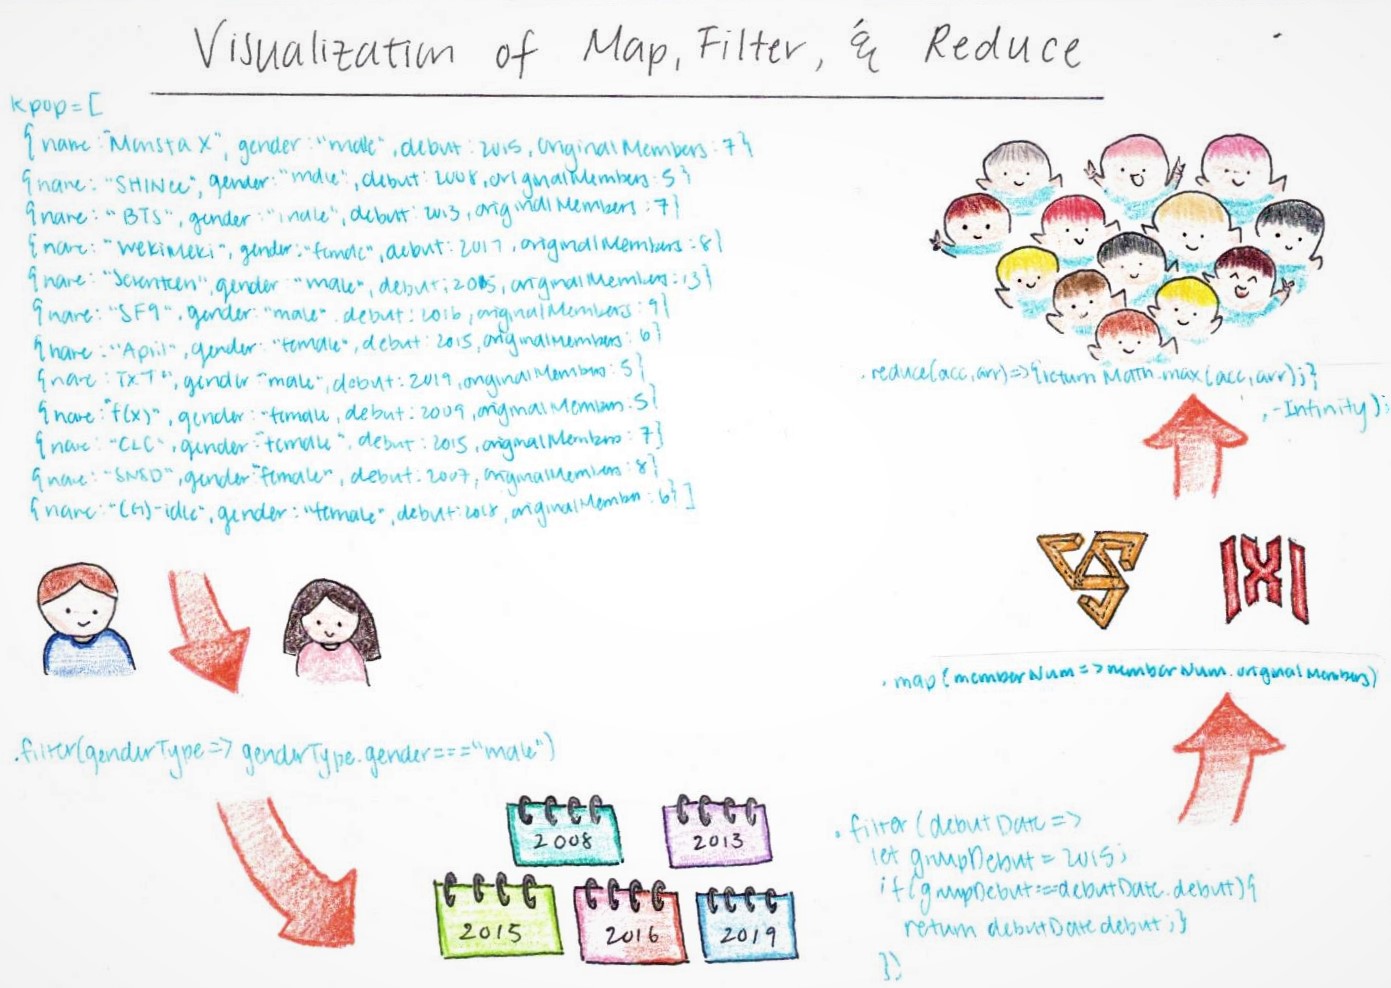 Visualization of Map, Filter, & Reduce
kpop = [
{name: "Monsta X", gender: "male", debut: 2015, originalMembers: 7}
{name: "SHINee", gender: "male", debut: 2008, originalMembers: 5}
{name: "BTS", gender: "male", debut: 2013, originalMembers: 7}
{name: "WekiMeki", gender: "female", debut: 2017, originalMembers: 8}
{name: "Seventeen", gender: "male", debut: 2015, originalMembers: 13}
{name: "SF9", gender: "male", debut: 2016, originalMembers: 9}
{name: "April", gender: "female", debut: 2015, originalMembers: 6}
{name: TXT", gender "male", debut: 2019, originalMembers: 5}
{name: "f(x)", gender: "female, debut: 2009, originalMembers: 5}
{name: "CLC", gender: "female", debut: 2015, originalMembers: 7}
{name: "SNSD", gender: "female", debut: 2007, originalMembers: 8}
{name: "(G)-idle", gender: "female", debut: 2018, originalMember: 6} ]
.filter(genderType => genderType.gender==="male")
2008
2013
2015
2016
2019
.filter(debutDate =>
let groupDebut = 2015;
if(groupDebut===debutDate.debut){
return debutDate.debut;}
})
.map(memberNum => memberNum.originalMembers)
.reduce(acc,arr)=>{return Math.max(acc,arr);}
,-Infinity);